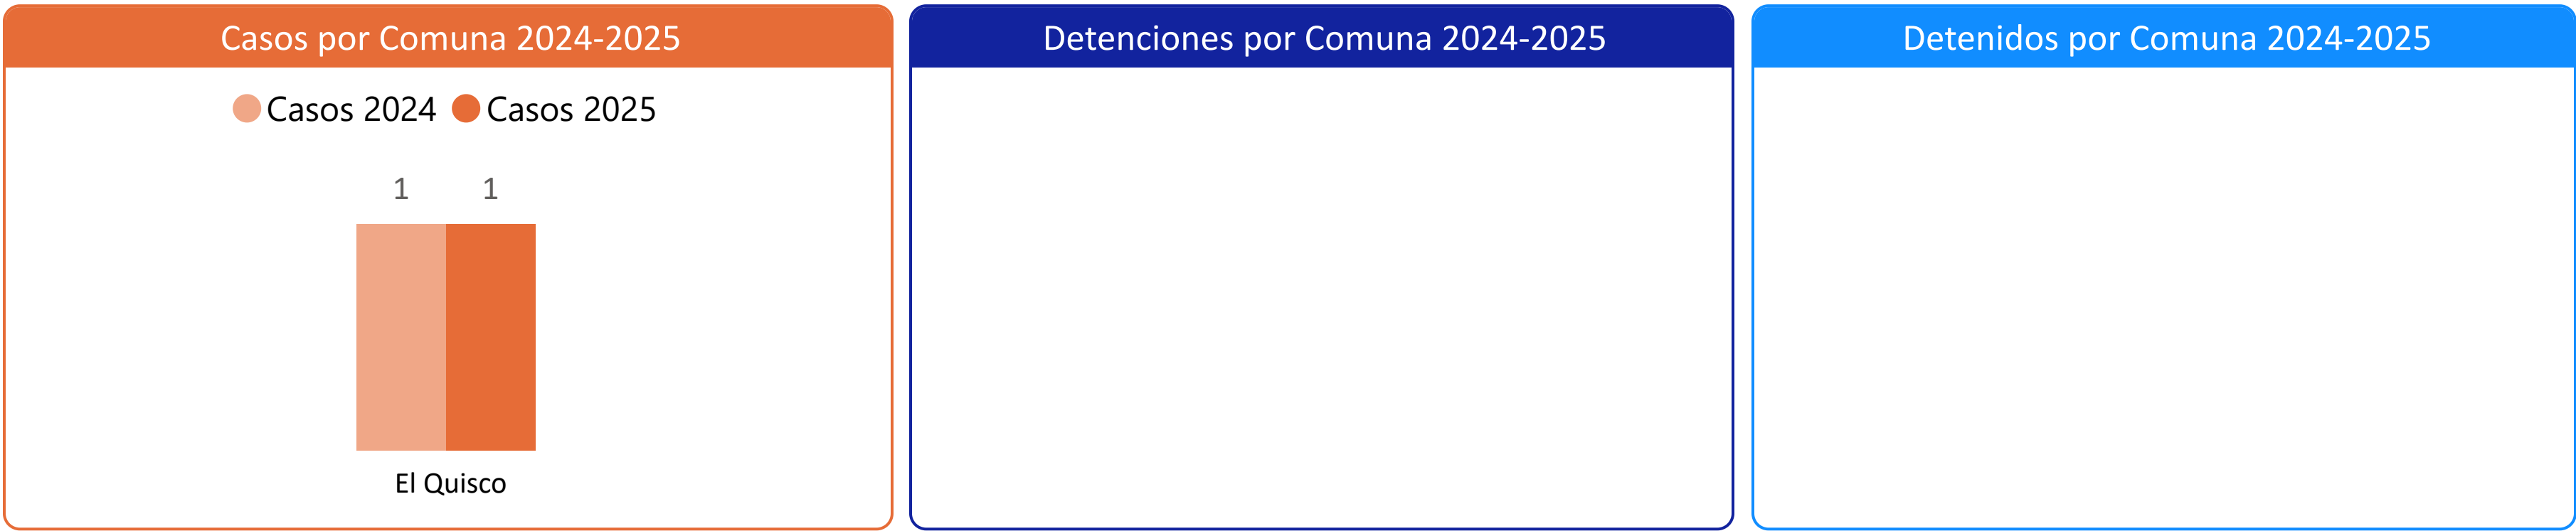 Casos por Comuna 2024-2025
Casos 2024 Casos 2025
1 1
El Quisco
Detenciones por Comuna 2024-2025
Detenidos por Comuna 2024-2025